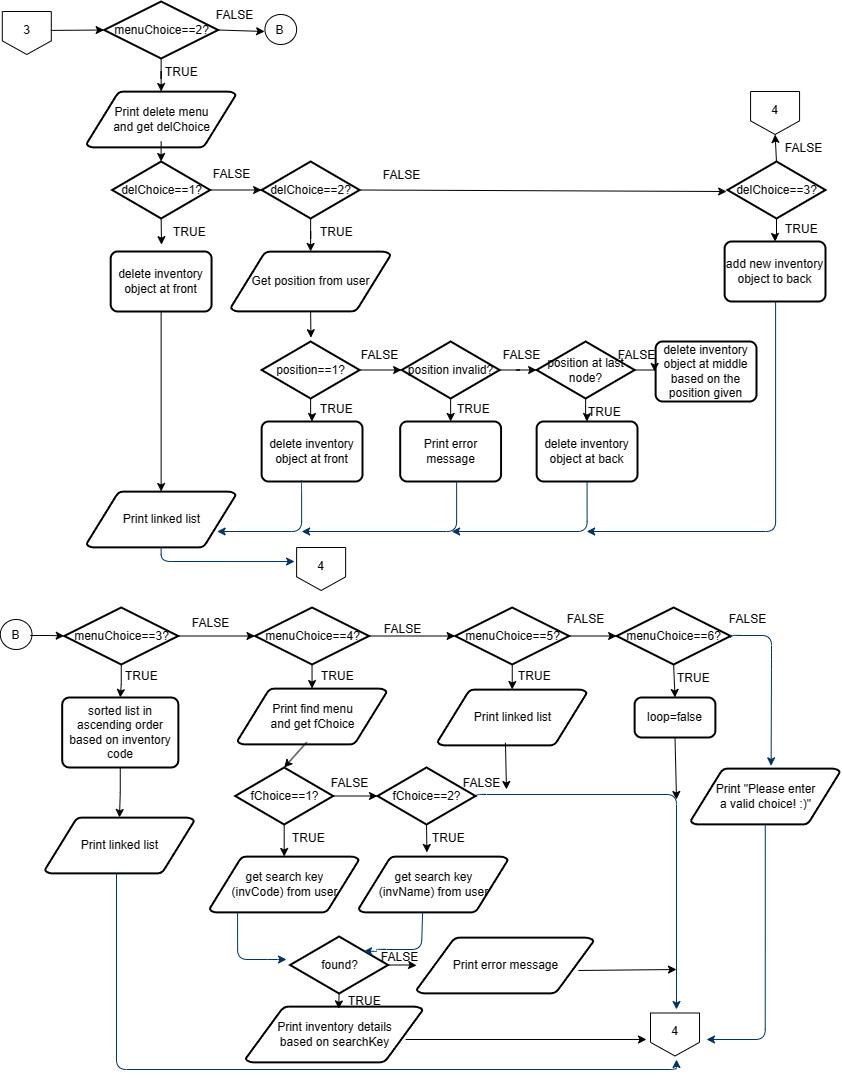 3
menuChoice==2?
FALSE
B
TRUE
Print delete menu
and get delChoice
4
FALSE
delChoice==1?
FALSE
delChoice==2?
FALSE
delChoice==3?
TRUE
TRUE
TRUE
delete inventory
object at front
Get position from user
add new inventory
object to back
position==1?
FALSE
position invalid?
FALSE
position at last
node?
FALSE
delete inventory
object at middle
based on the
position given
TRUE
TRUE
TRUE
delete inventory
object at front
Print error
message
delete inventory
object at back
Print linked list
4
B
menuChoice==3?
FALSE
menuChoice==4?
FALSE
menuChoice==5?
FALSE
menuChoice==6?
FALSE
TRUE
TRUE
TRUE
TRUE
sorted list in
ascending order
based on inventory
code
Print find menu
and get fChoice
Print linked list
loop=false
fChoice==1?
FALSE
fChoice==2?
FALSE
Print "Please enter
a valid choice! :)"
TRUE
TRUE
Print linked list
get search key
(invCode) from user
get search key
(invName) from user
found?
FALSE
Print error message
TRUE
Print inventory details
based on searchKey
4